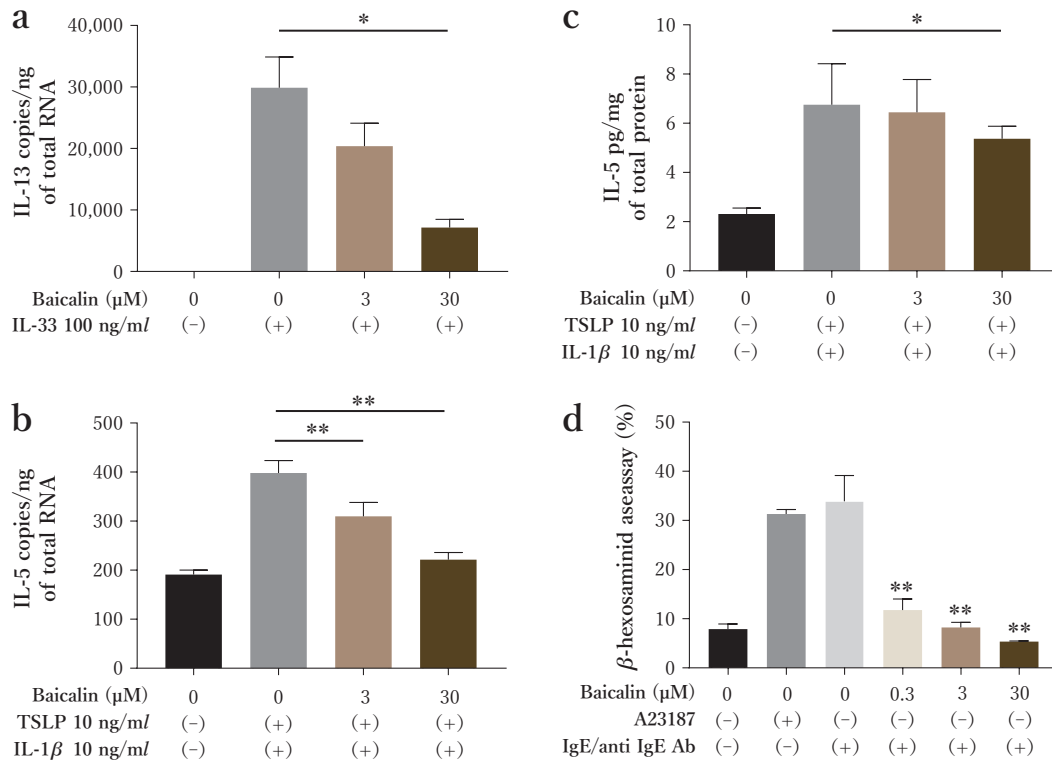 a
*
40,000
30,000
20,000
10,000
0
IL-13 copies/ng
of total RNA
Baicalin (μM) 0 0 3 30
IL-33 100 ng/ml (−) (+) (+) (+)
b
**
**
500
400
300
200
100
0
IL-5 copies/ng
of total RNA
Baicalin (μM) 0 0 3 30
TSLP 10 ng/ml (−) (+) (+) (+)
IL-1β 10 ng/ml (−) (+) (+) (+)
c
*
10
8
6
4
2
0
IL-5 pg/mg
of total protein
Baicalin (μM) 0 0 3 30
TSLP 10 ng/ml (−) (+) (+) (+)
IL-1β 10 ng/ml (−) (+) (+) (+)
d
50
40
30
20
10
0
β-hexosaminid aseassay (%)
** ** **
Baicalin (μM) 0 0 0 0.3 3 30
A23187 (−) (+) (−) (−) (−) (−)
IgE/anti IgE Ab (−) (−) (+) (+) (+) (+)